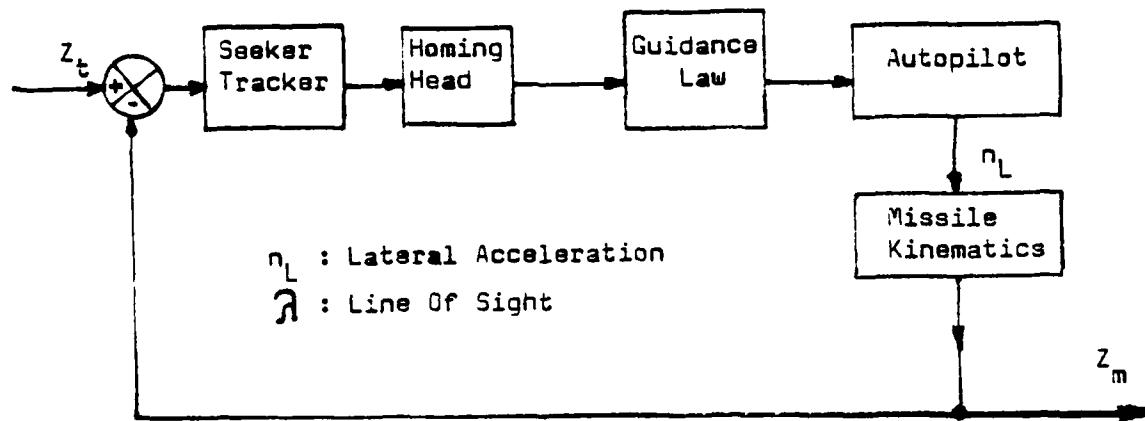 Z_t
+
-
Seeker
Tracker
Homing
Head
Guidance
Law
Autopilot
n_L
Missile
Kinematics
n_L : Lateral Acceleration
λ : Line Of Sight
Z_m